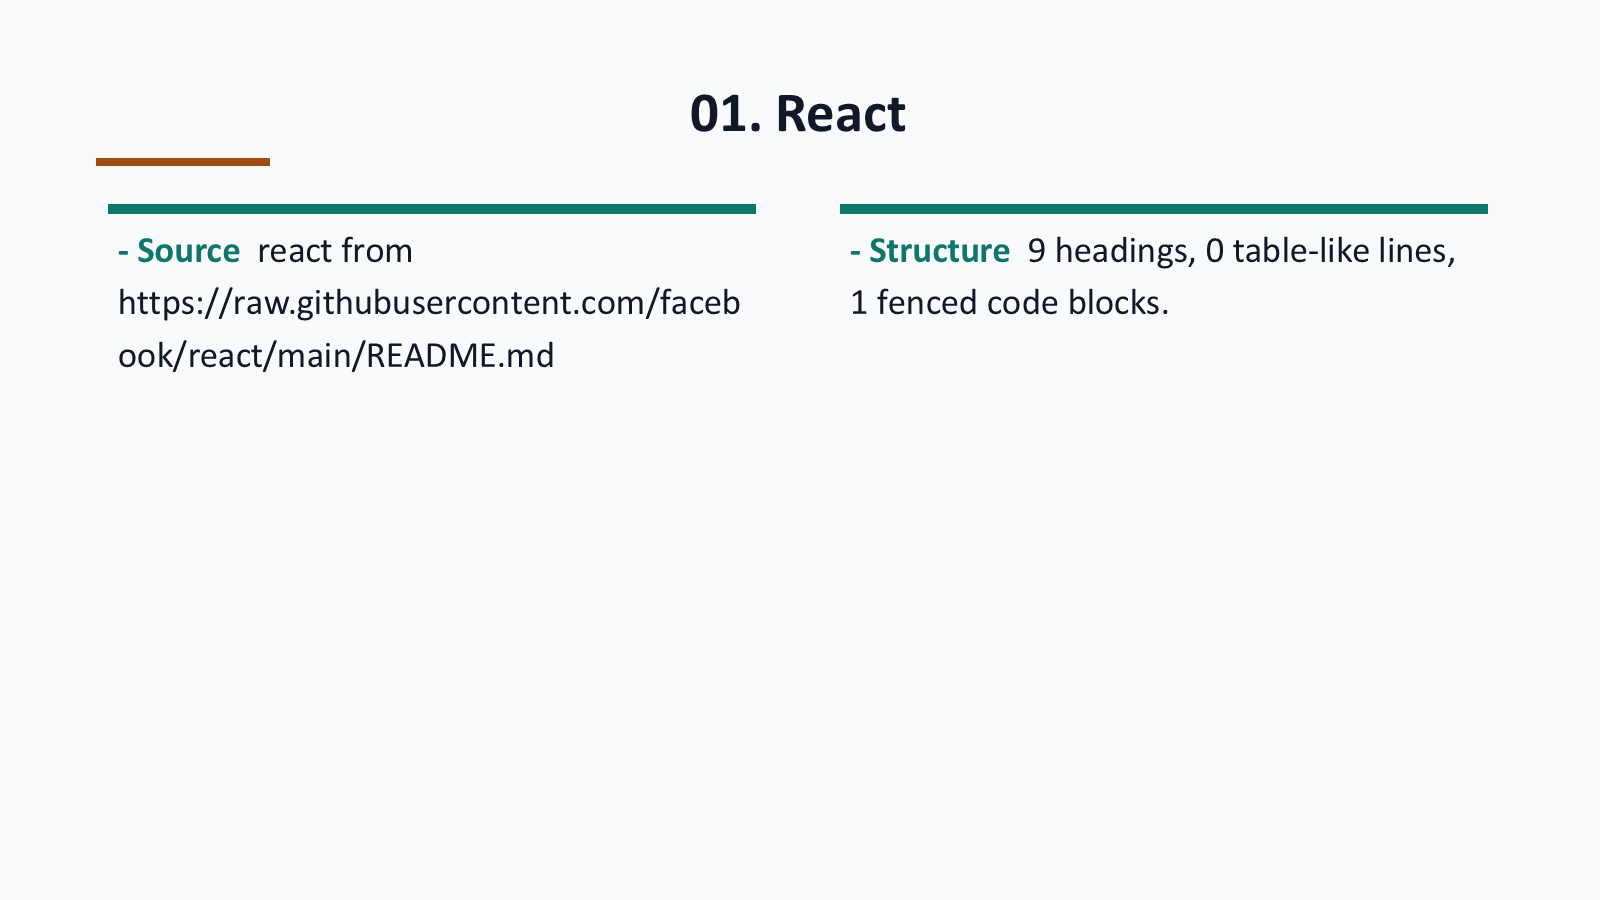 01. React
- Source  react from
https://raw.githubusercontent.com/faceb
ook/react/main/README.md
- Structure  9 headings, 0 table-like lines,
1 fenced code blocks.